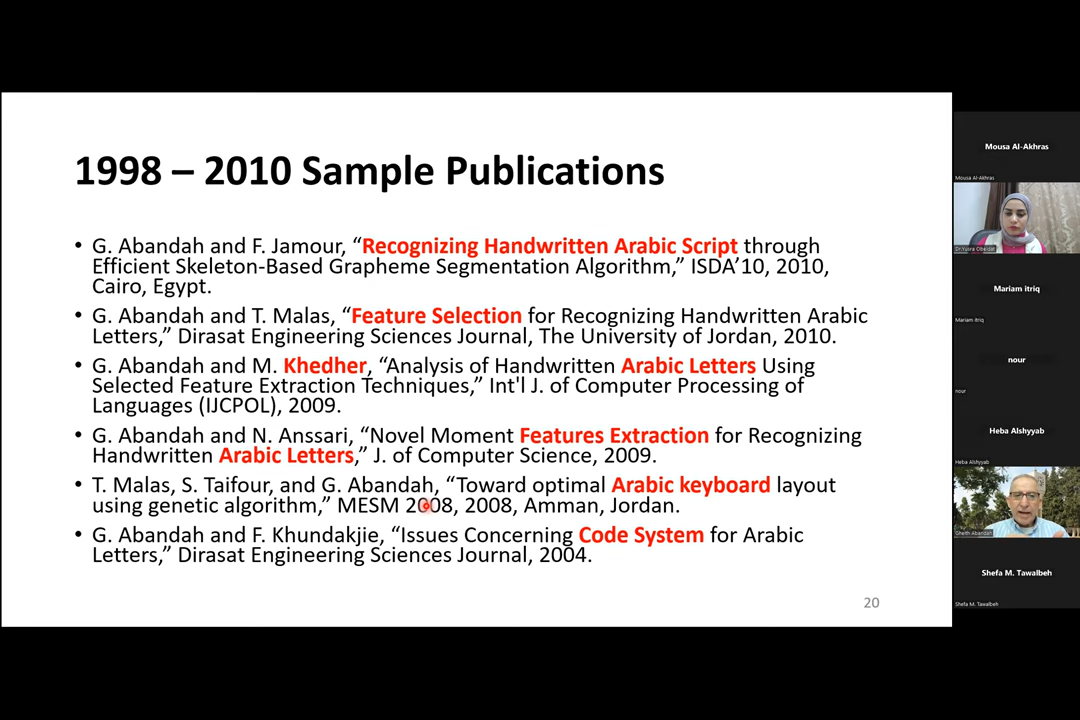 1998 – 2010 Sample Publications
• G. Abandah and F. Jamour, “Recognizing Handwritten Arabic Script through
Efficient Skeleton-Based Grapheme Segmentation Algorithm,” ISDA’10, 2010,
Cairo, Egypt.
• G. Abandah and T. Malas, “Feature Selection for Recognizing Handwritten Arabic
Letters,” Dirasat Engineering Sciences Journal, The University of Jordan, 2010.
• G. Abandah and M. Khedher, “Analysis of Handwritten Arabic Letters Using
Selected Feature Extraction Techniques,” Int'l J. of Computer Processing of
Languages (IJCPOL), 2009.
• G. Abandah and N. Anssari, “Novel Moment Features Extraction for Recognizing
Handwritten Arabic Letters,” J. of Computer Science, 2009.
• T. Malas, S. Taifour, and G. Abandah, “Toward optimal Arabic keyboard layout
using genetic algorithm,” MESM 2008, 2008, Amman, Jordan.
• G. Abandah and F. Khundakjie, “Issues Concerning Code System for Arabic
Letters,” Dirasat Engineering Sciences Journal, 2004.
20
Mousa Al-Akhras
Mousa Al-Akhras
Dr.Yusra Obeidat
Mariam itriq
Mariam itriq
nour
nour
Heba Alshyyab
Heba Alshyyab
Gheith Abandah
Shefa M. Tawalbeh
Shefa M. Tawalbeh